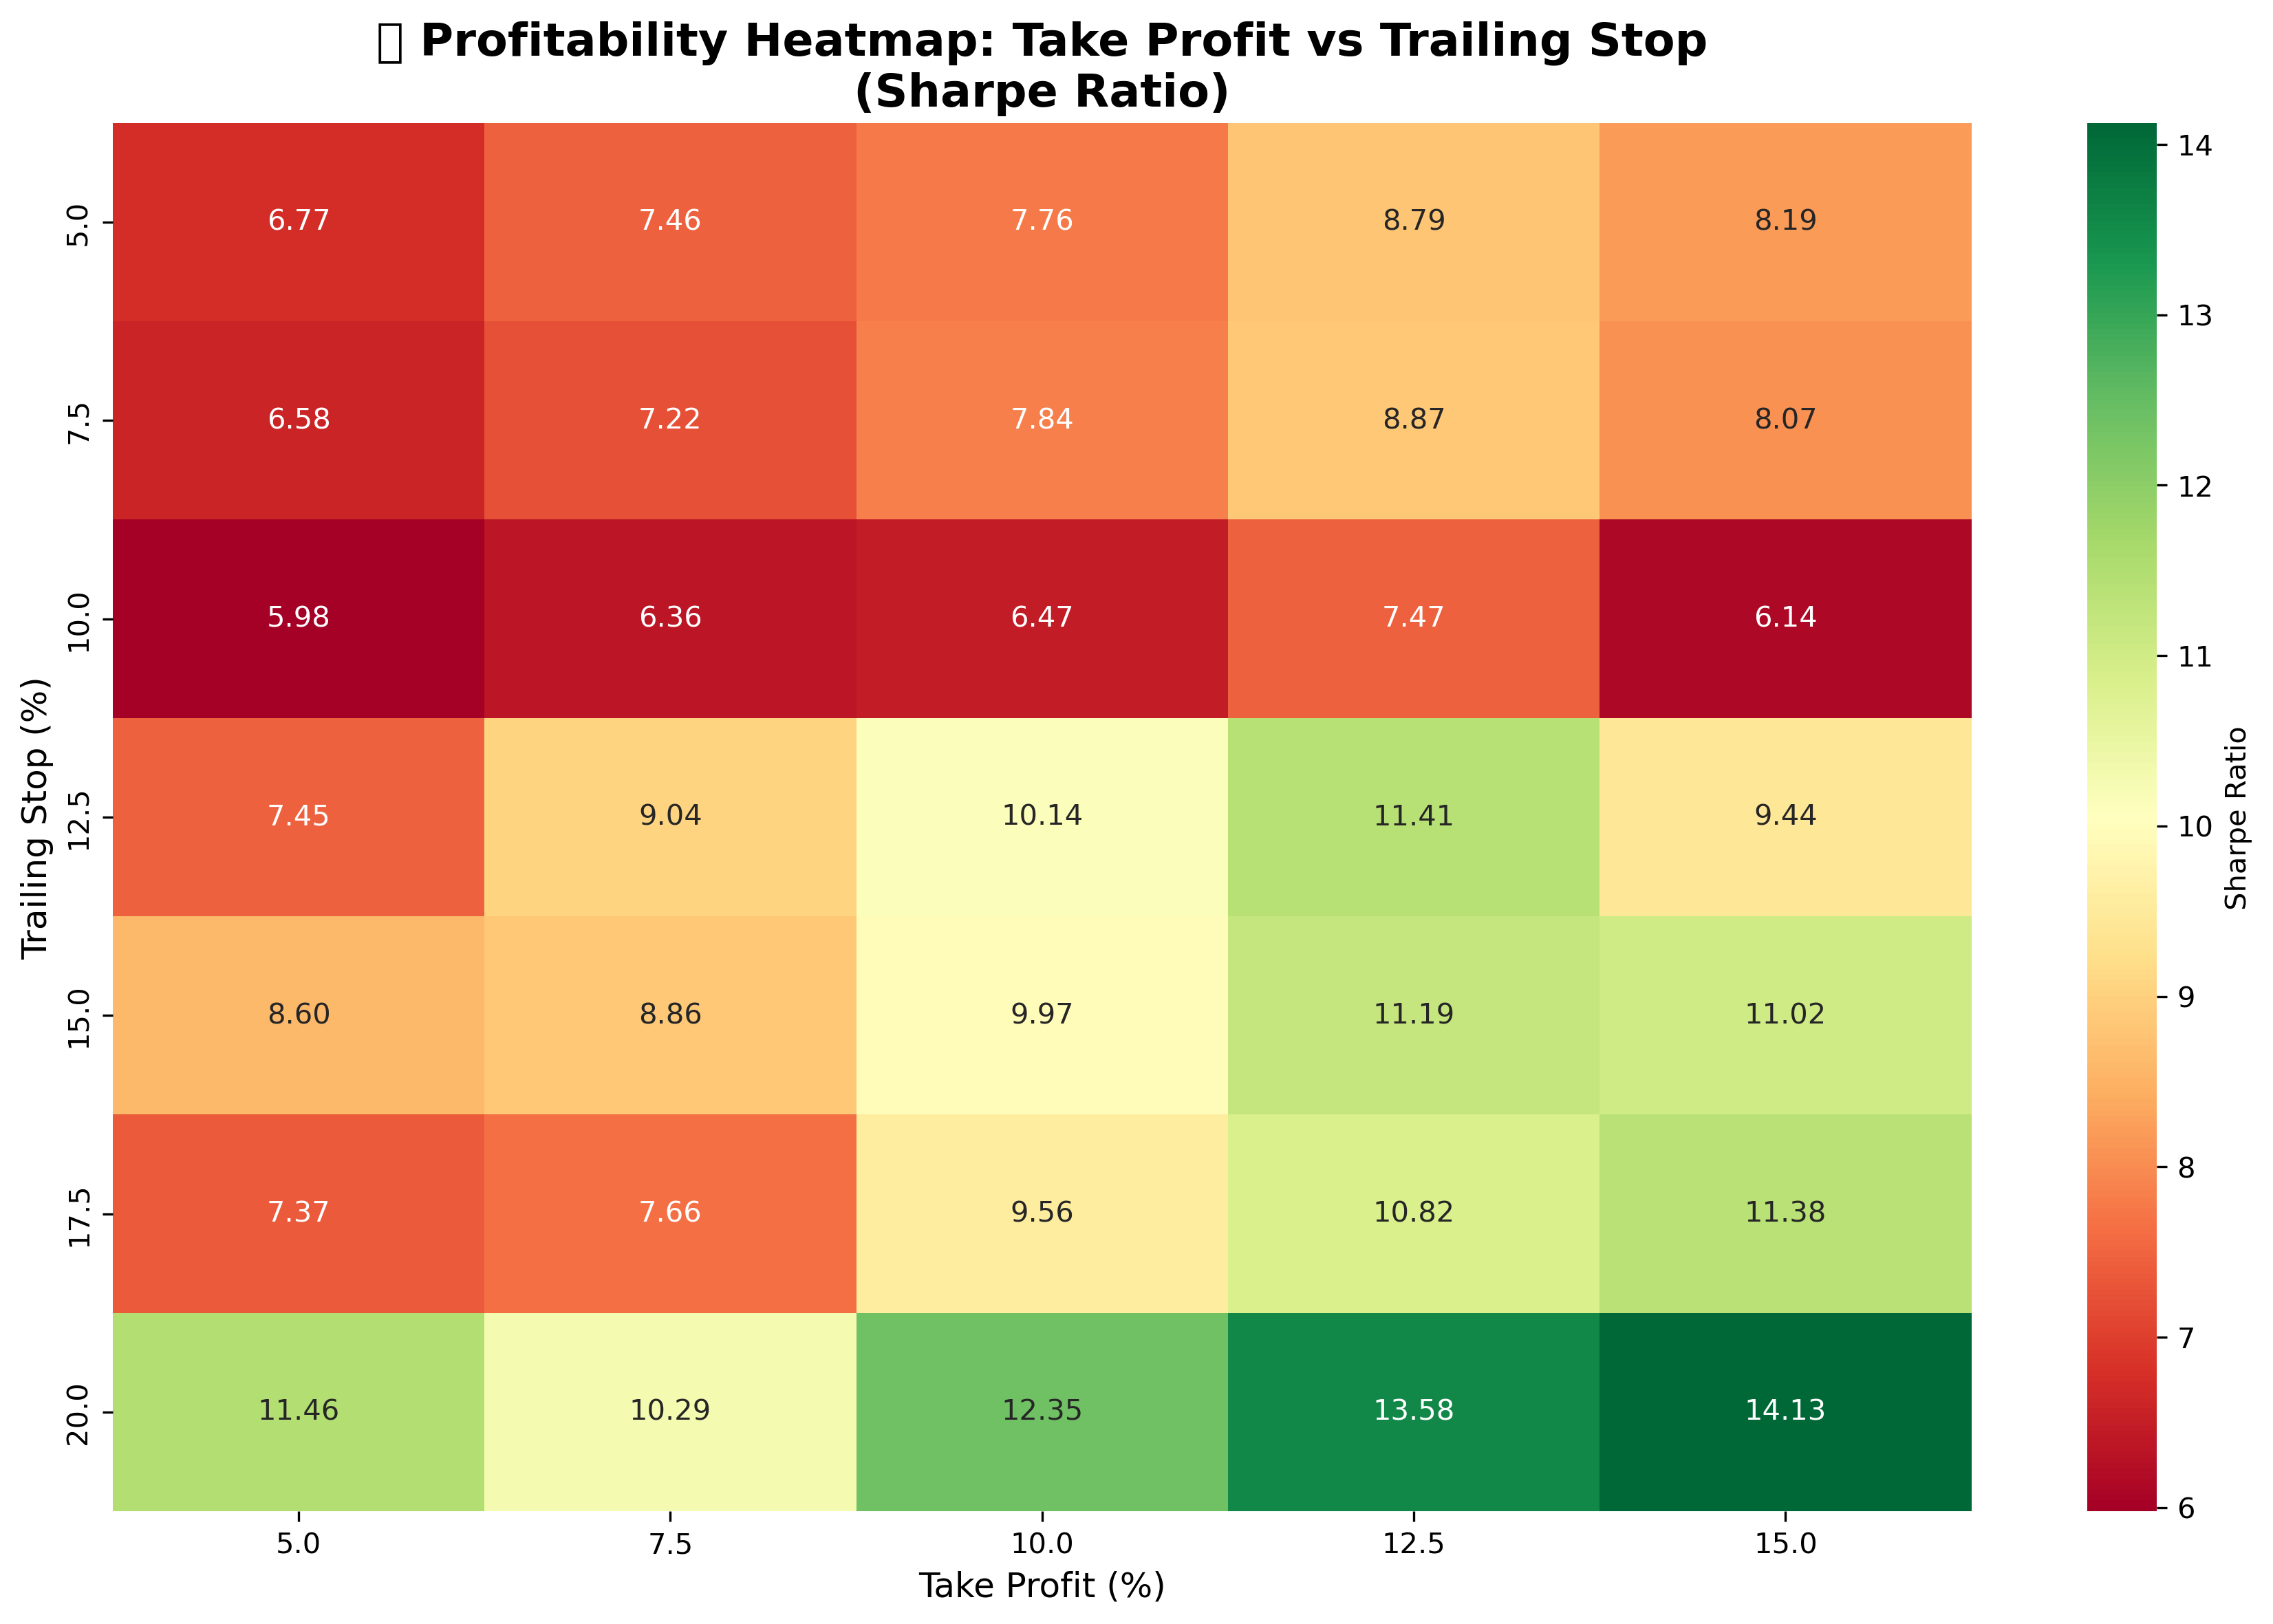 Profitability Heatmap: Take Profit vs Trailing Stop
(Sharpe Ratio)
Trailing Stop (%)
5.0
6.77 7.46 7.76 8.79 8.19
7.5
6.58 7.22 7.84 8.87 8.07
10.0
5.98 6.36 6.47 7.47 6.14
12.5
7.45 9.04 10.14 11.41 9.44
15.0
8.60 8.86 9.97 11.19 11.02
17.5
7.37 7.66 9.56 10.82 11.38
20.0
11.46 10.29 12.35 13.58 14.13
5.0 7.5 10.0 12.5 15.0
Take Profit (%)
14
13
12
11
10
9
8
7
6
Sharpe Ratio